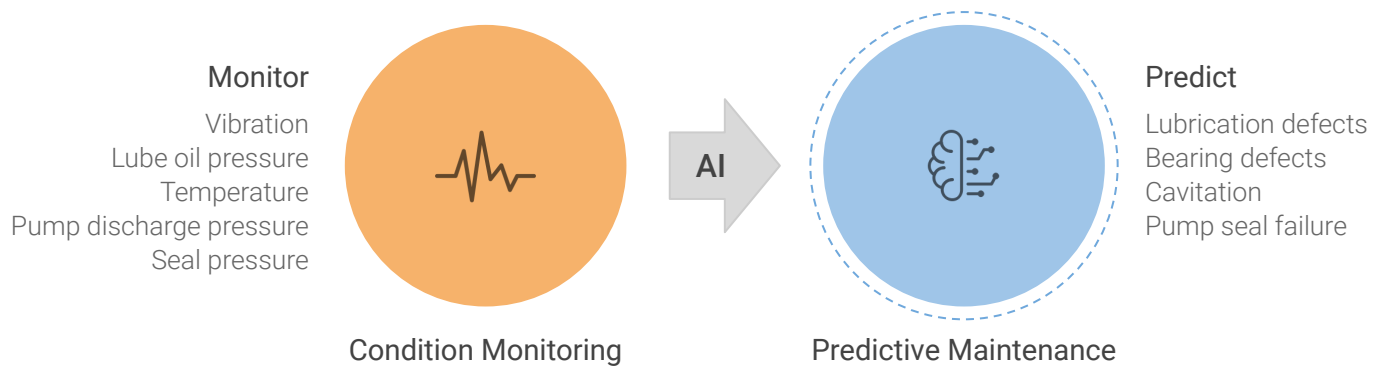 Monitor
Vibration
Lube oil pressure
Temperature
Pump discharge pressure
Seal pressure
Condition Monitoring
AI
Predict
Lubrication defects
Bearing defects
Cavitation
Pump seal failure
Predictive Maintenance